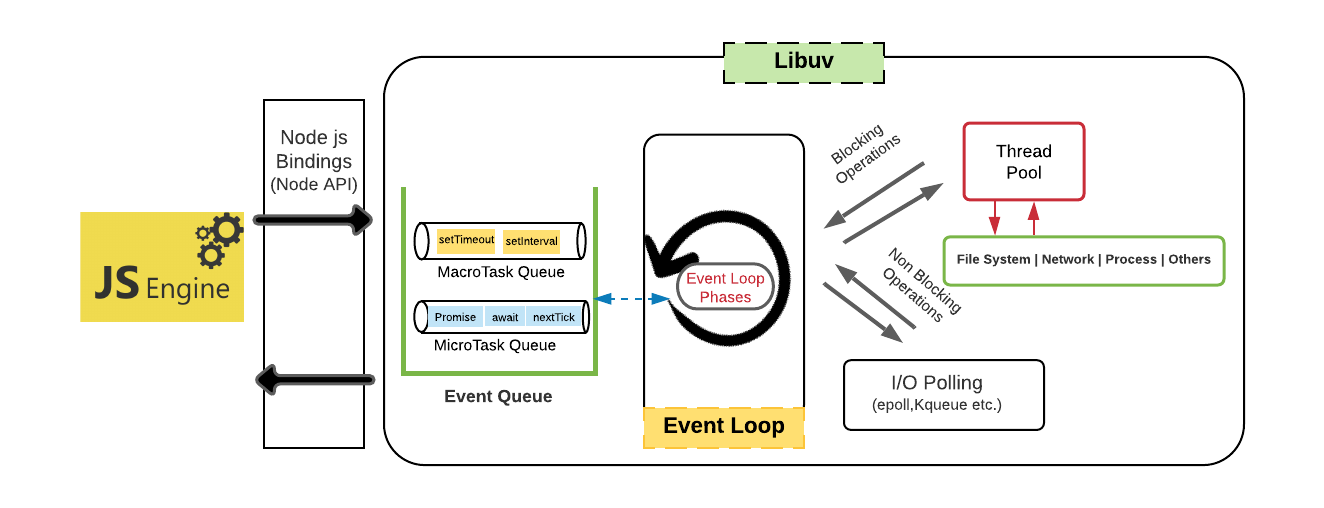 Libuv
Node js
Bindings
(Node API)
JS Engine
setTimeout setInterval
MacroTask Queue
Promise await nextTick
MicroTask Queue
Event Queue
Event Loop
Phases
Event Loop
Blocking
Operations
Thread
Pool
File System | Network | Process | Others
Non Blocking
Operations
I/O Polling
(epoll,Kqueue etc.)